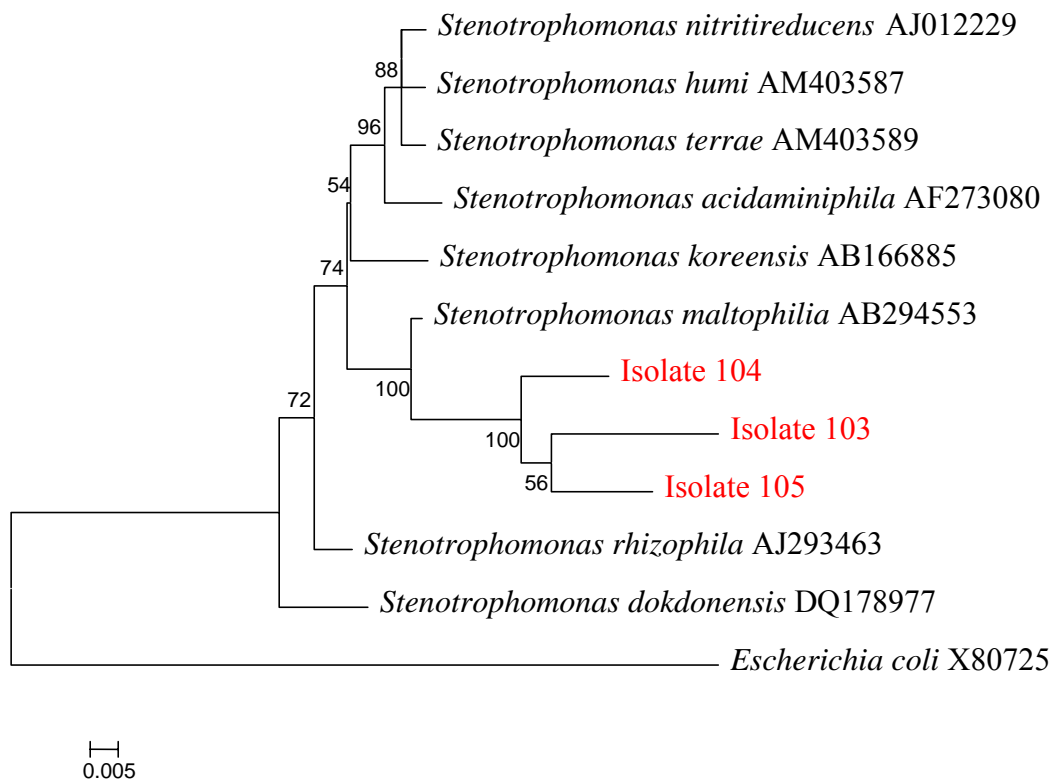 Stenotrophomonas nitritireducens AJ012229
88
Stenotrophomonas humi AM403587
96
Stenotrophomonas terrae AM403589
54
Stenotrophomonas acidaminiphila AF273080
74
Stenotrophomonas koreensis AB166885
Stenotrophomonas maltophilia AB294553
100
Isolate 104
72
100
Isolate 103
56
Isolate 105
Stenotrophomonas rhizophila AJ293463
Stenotrophomonas dokdonensis DQ178977
Escherichia coli X80725
0.005